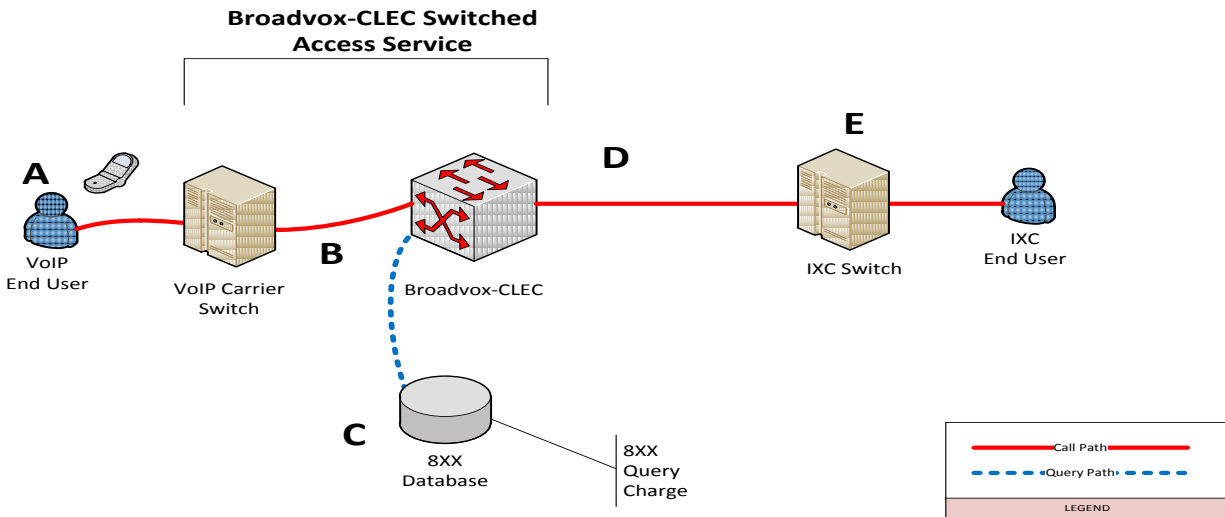 Broadvox-CLEC Switched
Access Service
A
VoIP
End User
VoIP Carrier
Switch
B
Broadvox-CLEC
C
8XX
Database
8XX
Query
Charge
D
E
IXC Switch
IXC
End User
Call Path
Query Path
LEGEND